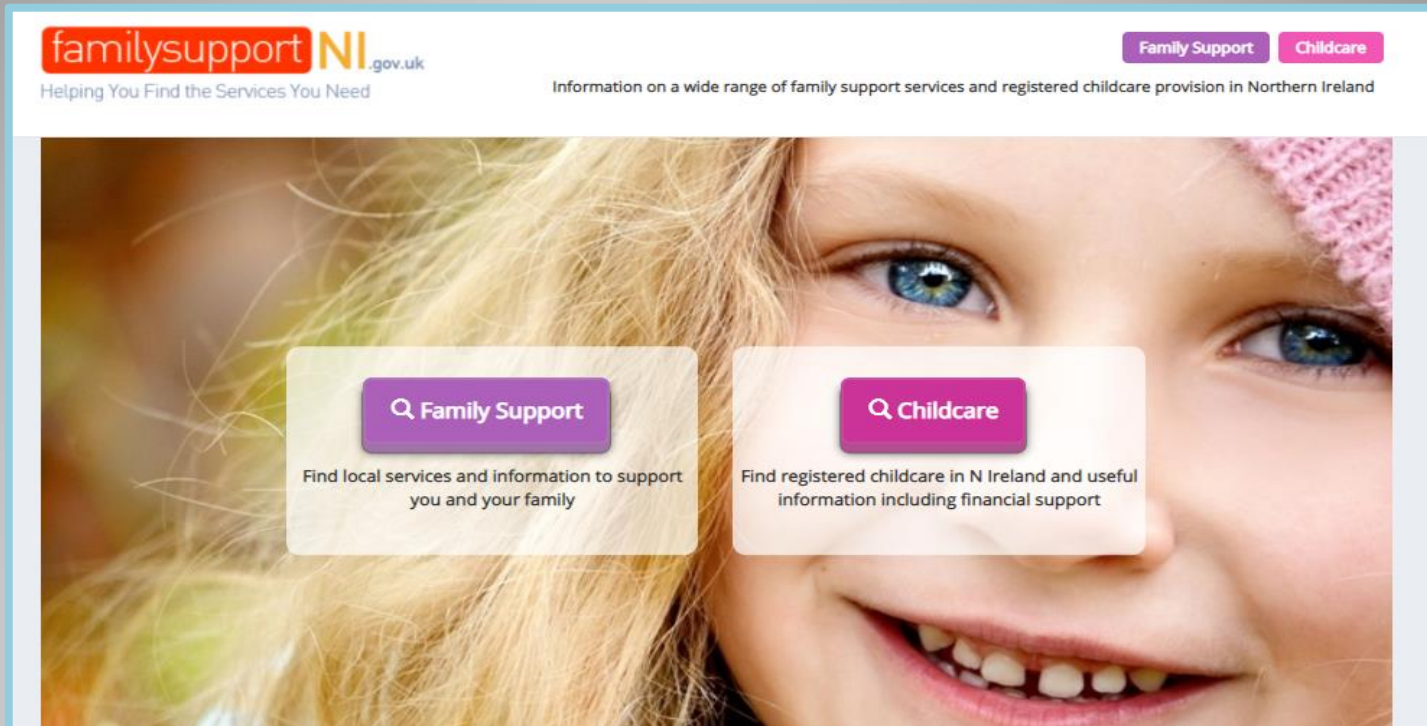 familysupport NI.gov.uk
Helping You Find the Services You Need
Family Support
Childcare
Information on a wide range of family support services and registered childcare provision in Northern Ireland
Family Support
Find local services and information to support
you and your family
Childcare
Find registered childcare in N Ireland and useful
information including financial support